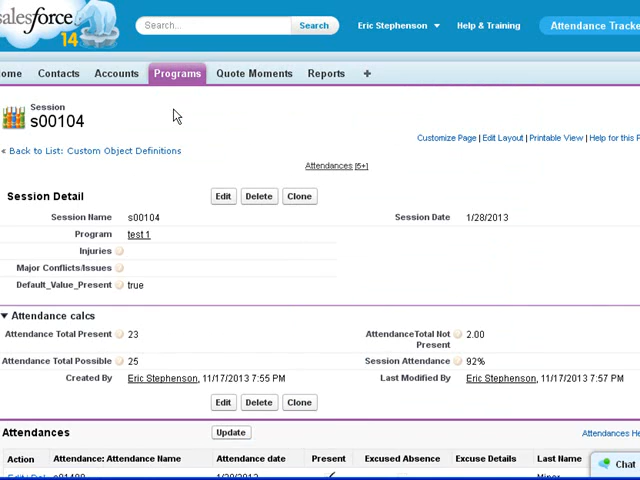 salesforce
14
Search...
Search
Eric Stephenson
Help & Training
Attendance Tracke
ome
Contacts
Accounts
Programs
Quote Moments
Reports
+
Session
s00104
Customize Page | Edit Layout | Printable View | Help for this P
« Back to List: Custom Object Definitions
Attendances [5+]
Session Detail
Edit
Delete
Clone
Session Name s00104
Session Date 1/28/2013
Program test 1
Injuries
Major Conflicts/Issues
Default_Value_Present true
Attendance calcs
Attendance Total Present 23
AttendanceTotal Not Present 2.00
Attendance Total Possible 25
Session Attendance 92%
Created By Eric Stephenson, 11/17/2013 7:55 PM
Last Modified By Eric Stephenson, 11/17/2013 7:57 PM
Edit
Delete
Clone
Attendances
Update
Attendances He
Action
Attendance: Attendance Name
Attendance date
Present
Excused Absence
Excuse Details
Last Name
Chat